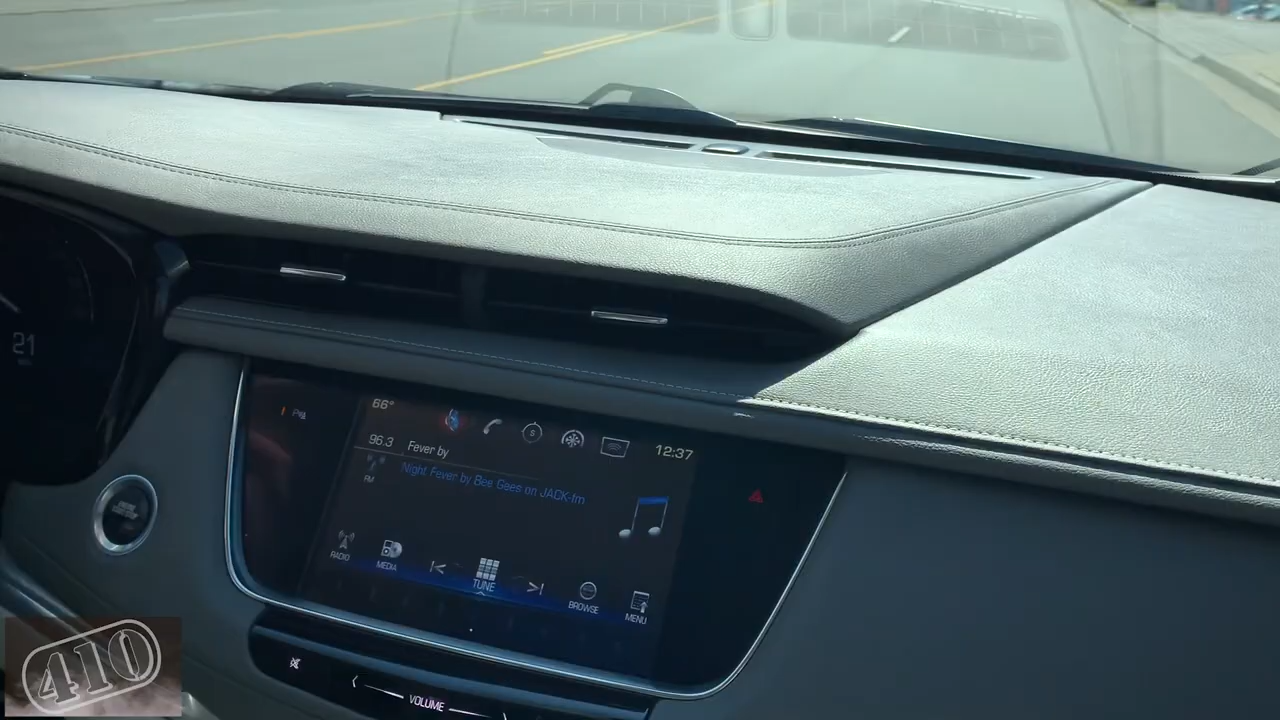 21
66°
12:37
96.3 Fever by
FM
Night Fever by Bee Gees on JACK-fm
RADIO
MEDIA
TUNE
BROWSE
MENU
VOLUME
410